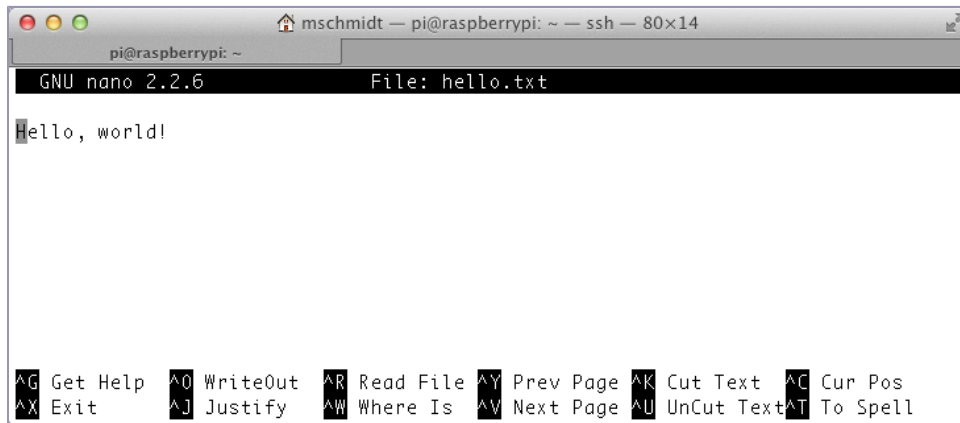 mschmidt — pi@raspberrypi: ~ — ssh — 80×14
pi@raspberrypi: ~
GNU nano 2.2.6 File: hello.txt
Hello, world!
^G Get Help ^O WriteOut ^R Read File ^Y Prev Page ^K Cut Text ^C Cur Pos
^X Exit ^J Justify ^W Where Is ^V Next Page ^U UnCut Text^T To Spell